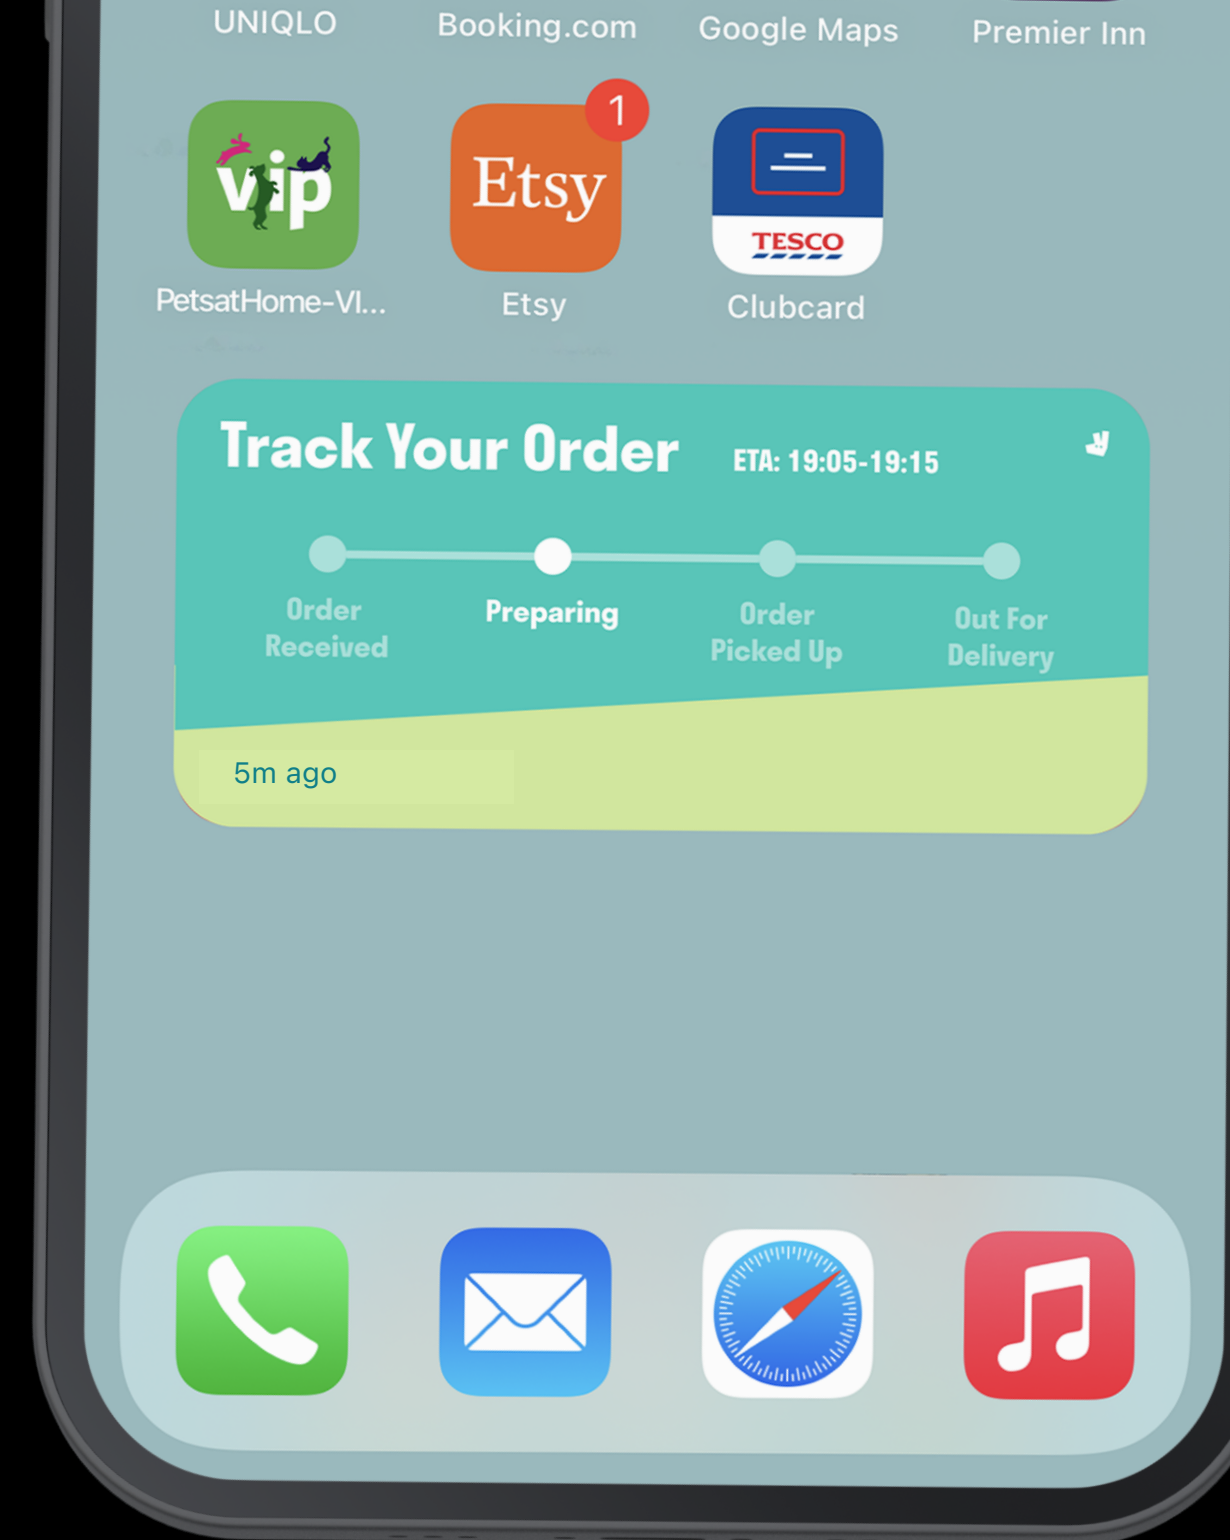 UNIQLO Booking.com Google Maps Premier Inn
vip
Etsy
1
TESCO
PetsatHome-VI... Etsy Clubcard
Track Your Order ETA: 19:05-19:15
Order Received
Preparing
Order Picked Up
Out For Delivery
5m ago